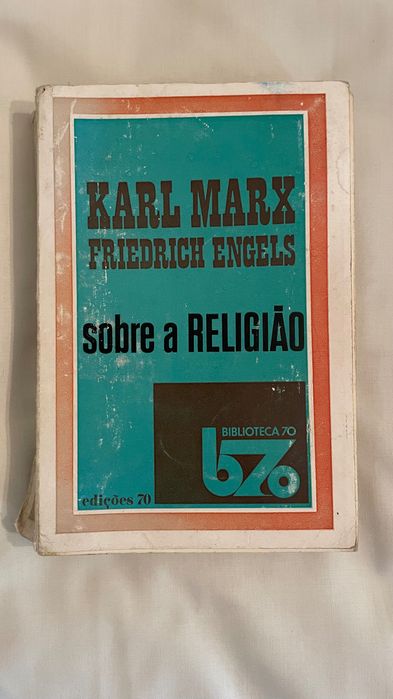 KARL MARX
FRIEDRICH ENGELS
sobre a RELIGIÃO
BIBLIOTECA 70
b70
edições 70